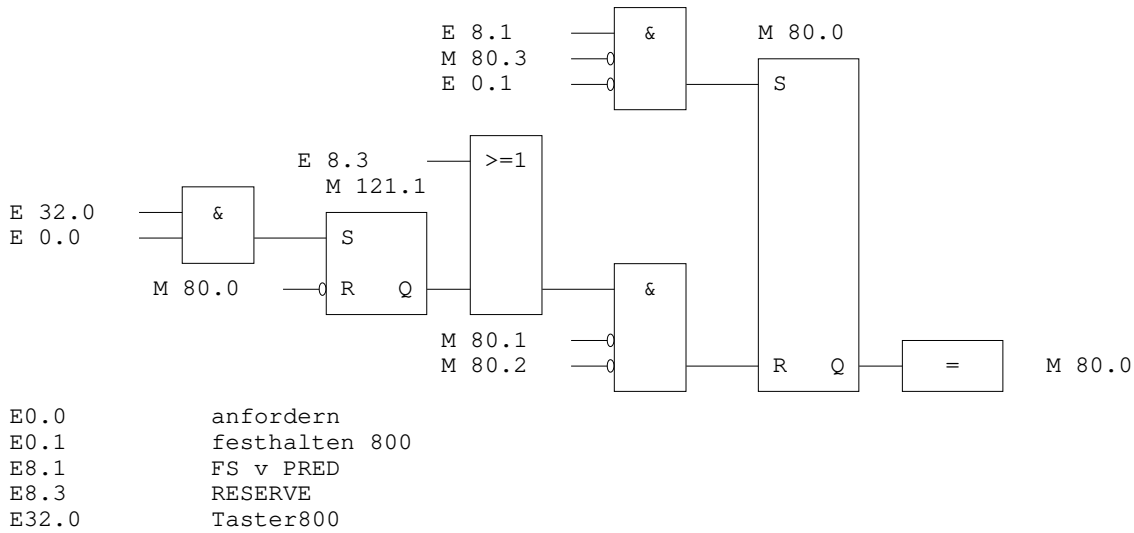 E 8.1 & M 80.0
M 80.3
E 0.1 S
E 8.3 >=1
M 121.1
E 32.0 &
E 0.0 S
M 80.0 R Q &
M 80.1
M 80.2 R Q = M 80.0
E0.0 anfordern
E0.1 festhalten 800
E8.1 FS v PRED
E8.3 RESERVE
E32.0 Taster800